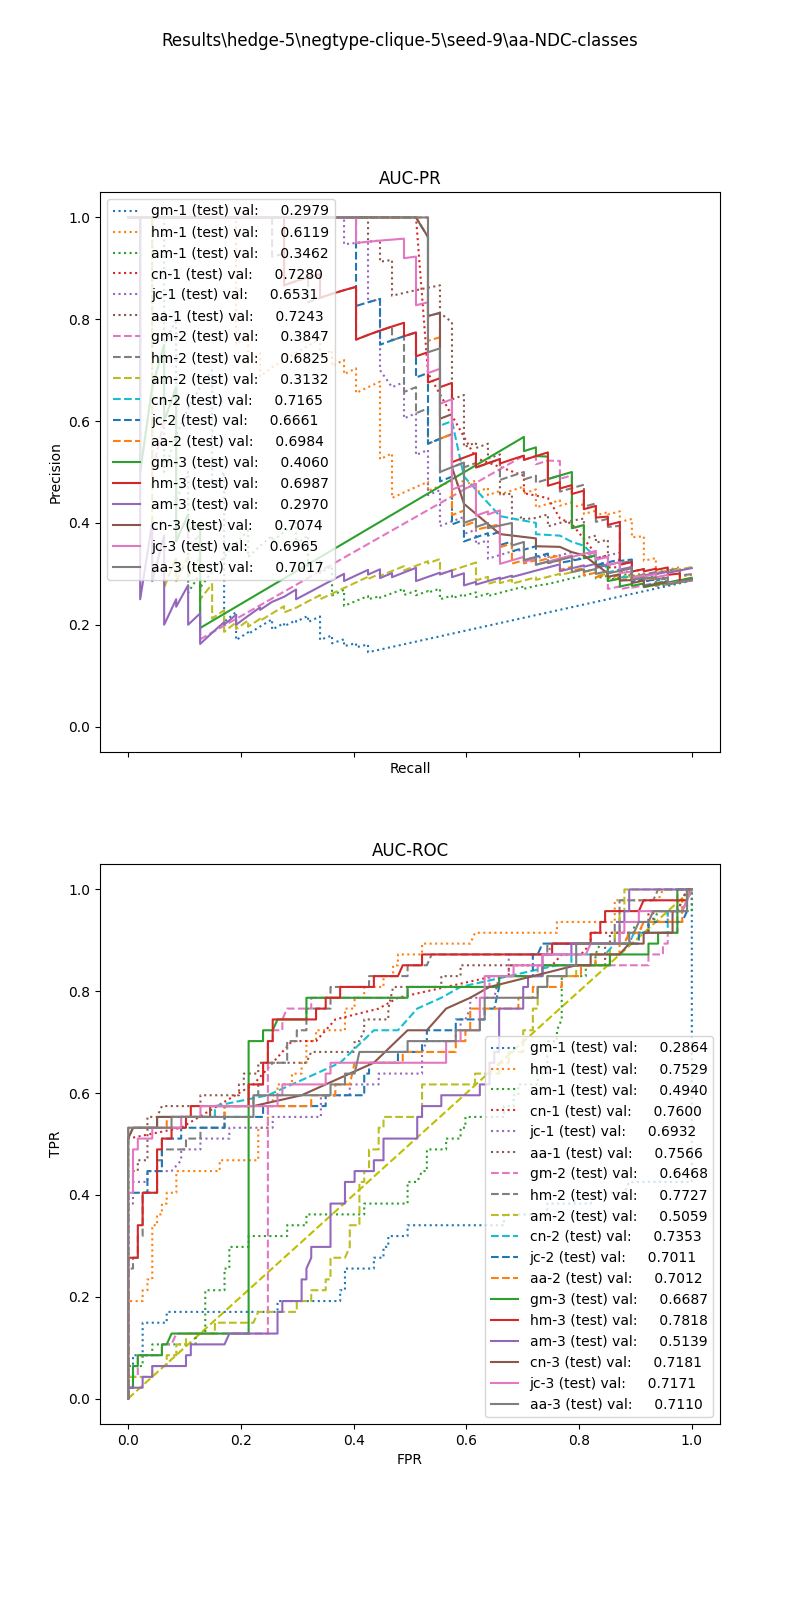 Results\hedge-5\negtype-clique-5\seed-9\aa-NDC-classes
AUC-PR
1.0
0.8
0.6
0.4
0.2
0.0
Precision
gm-1 (test) val: 0.2979
hm-1 (test) val: 0.6119
am-1 (test) val: 0.3462
cn-1 (test) val: 0.7280
jc-1 (test) val: 0.6531
aa-1 (test) val: 0.7243
gm-2 (test) val: 0.3847
hm-2 (test) val: 0.6825
am-2 (test) val: 0.3132
cn-2 (test) val: 0.7165
jc-2 (test) val: 0.6661
aa-2 (test) val: 0.6984
gm-3 (test) val: 0.4060
hm-3 (test) val: 0.6987
am-3 (test) val: 0.2970
cn-3 (test) val: 0.7074
jc-3 (test) val: 0.6965
aa-3 (test) val: 0.7017
Recall
AUC-ROC
1.0
0.8
0.6
0.4
0.2
0.0
TPR
gm-1 (test) val: 0.2864
hm-1 (test) val: 0.7529
am-1 (test) val: 0.4940
cn-1 (test) val: 0.7600
jc-1 (test) val: 0.6932
aa-1 (test) val: 0.7566
gm-2 (test) val: 0.6468
hm-2 (test) val: 0.7727
am-2 (test) val: 0.5059
cn-2 (test) val: 0.7353
jc-2 (test) val: 0.7011
aa-2 (test) val: 0.7012
gm-3 (test) val: 0.6687
hm-3 (test) val: 0.7818
am-3 (test) val: 0.5139
cn-3 (test) val: 0.7181
jc-3 (test) val: 0.7171
aa-3 (test) val: 0.7110
0.0 0.2 0.4 0.6 0.8 1.0
FPR